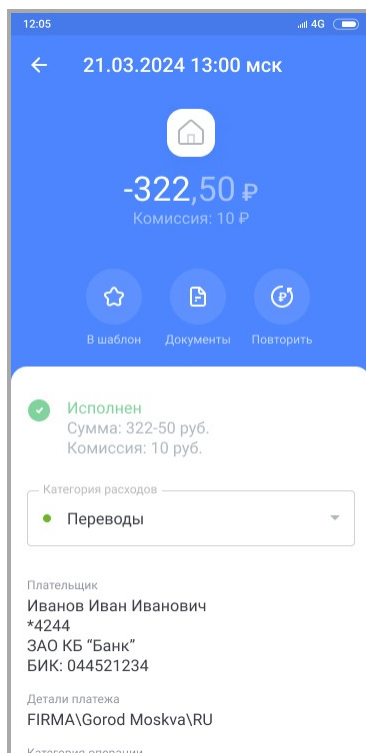 12:05 4G
21.03.2024 13:00 мск
-322,50 ₽
Комиссия: 10 ₽
В шаблон Документы Повторить
Исполнен
Сумма: 322-50 руб.
Комиссия: 10 руб.
Категория расходов
Переводы
Плательщик
Иванов Иван Иванович
*4244
ЗАО КБ “Банк”
БИК: 044521234
Детали платежа
FIRMA\Gorod Moskva\RU
Категория операции